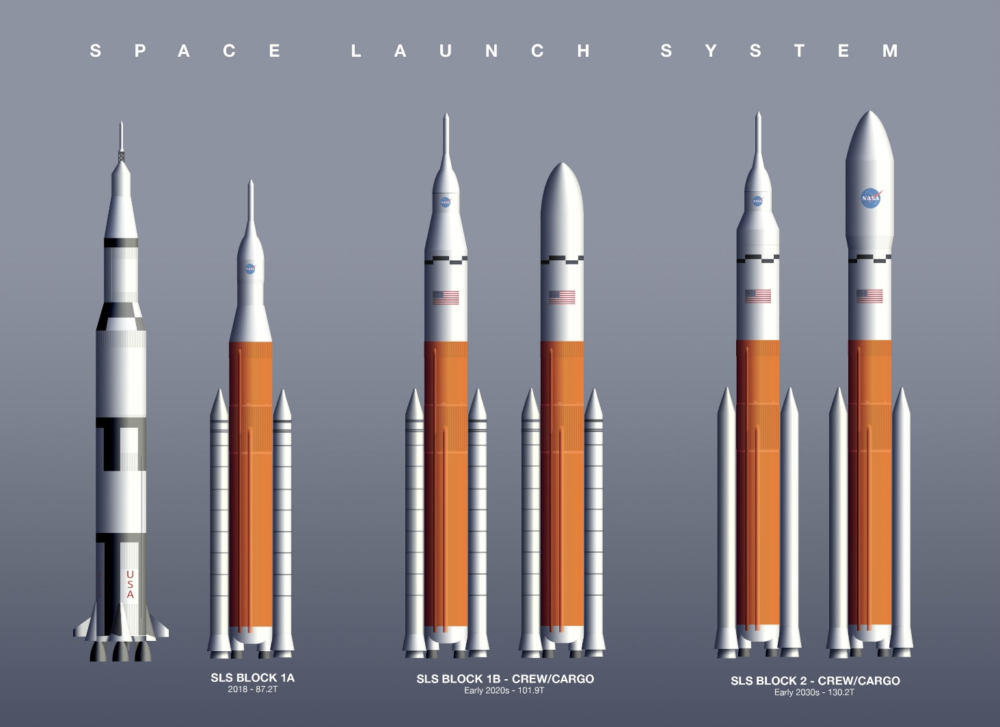 SPACE LAUNCH SYSTEM
NASA
NASA
NASA
NASA
USA
SLS BLOCK 1A
2018 - 87.2T
SLS BLOCK 1B - CREW/CARGO
Early 2020s - 101.9T
SLS BLOCK 2 - CREW/CARGO
Early 2030s - 130.2T